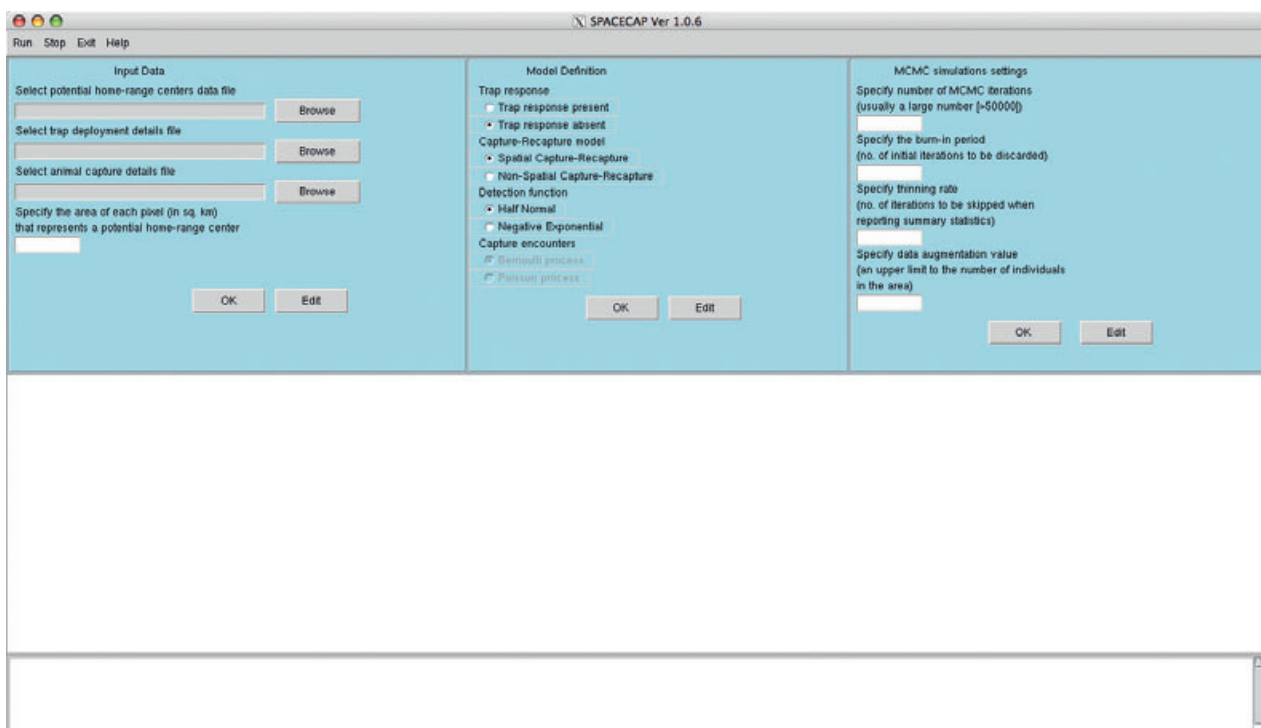 SPACECAP Ver 1.0.6
Run Stop Exit Help
Input Data
Select potential home-range centers data file
Browse
Select trap deployment details file
Browse
Select animal capture details file
Browse
Specify the area of each pixel (in sq. km)
that represents a potential home-range center
OK Edit
Model Definition
Trap response
Trap response present
Trap response absent
Capture-Recapture model
Spatial Capture-Recapture
Non-Spatial Capture-Recapture
Detection function
Half Normal
Negative Exponential
Capture encounters
Bernoulli process
Poisson process
OK Edit
MCMC simulations settings
Specify number of MCMC iterations
(usually a large number [>50000])
Specify the burn-in period
(no. of initial iterations to be discarded)
Specify thinning rate
(no. of iterations to be skipped when
reporting summary statistics)
Specify data augmentation value
(an upper limit to the number of individuals
in the area)
OK Edit